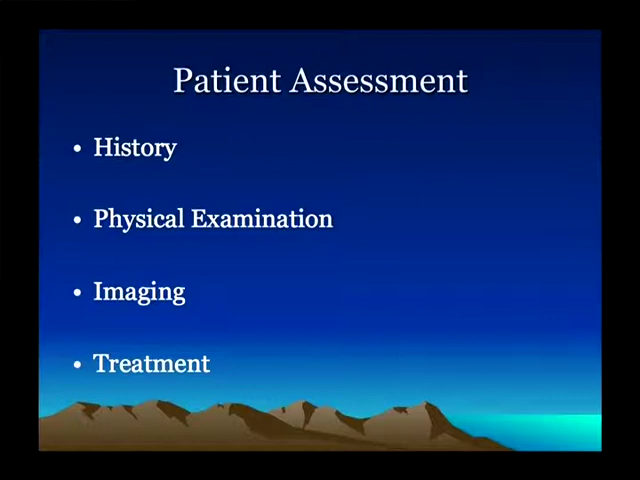 Patient Assessment
• History
• Physical Examination
• Imaging
• Treatment